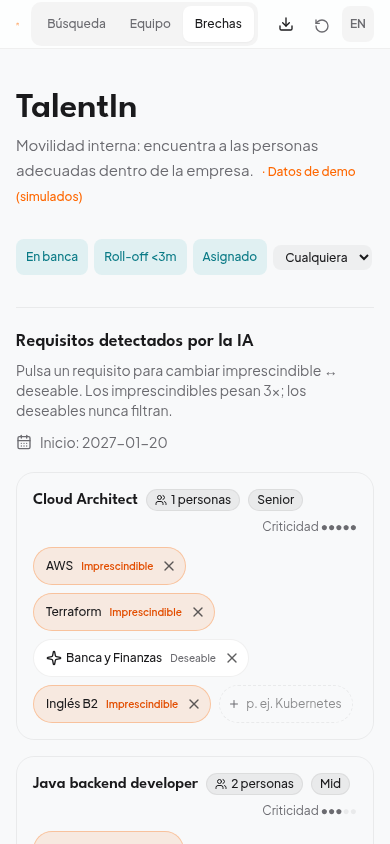 Búsqueda Equipo Brechas EN
TalentIn
Movilidad interna: encuentra a las personas
adecuadas dentro de la empresa. · Datos de demo
(simulados)
En banca Roll-off <3m Asignado Cualquiera
Requisitos detectados por la IA
Pulsa un requisito para cambiar imprescindible ↔
deseable. Los imprescindibles pesan 3×; los
deseables nunca filtran.
Inicio: 2027-01-20
Cloud Architect 1 personas Senior
Criticidad ●●●●●
AWS Imprescindible ×
Terraform Imprescindible ×
Banca y Finanzas Deseable ×
Inglés B2 Imprescindible × + p. ej. Kubernetes
Java backend developer 2 personas Mid
Criticidad ●●●●●